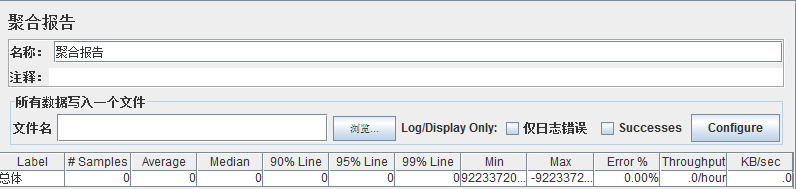 聚合报告
名称： 聚合报告
注释：
所有数据写入一个文件
文件名 浏览... Log/Display Only: 仅日志错误 Successes Configure
Label # Samples Average Median 90% Line 95% Line 99% Line Min Max Error % Throughput KB/sec
总体 0 0 0 0 0 0 92233720... -9223372... 0.00% .0/hour .0